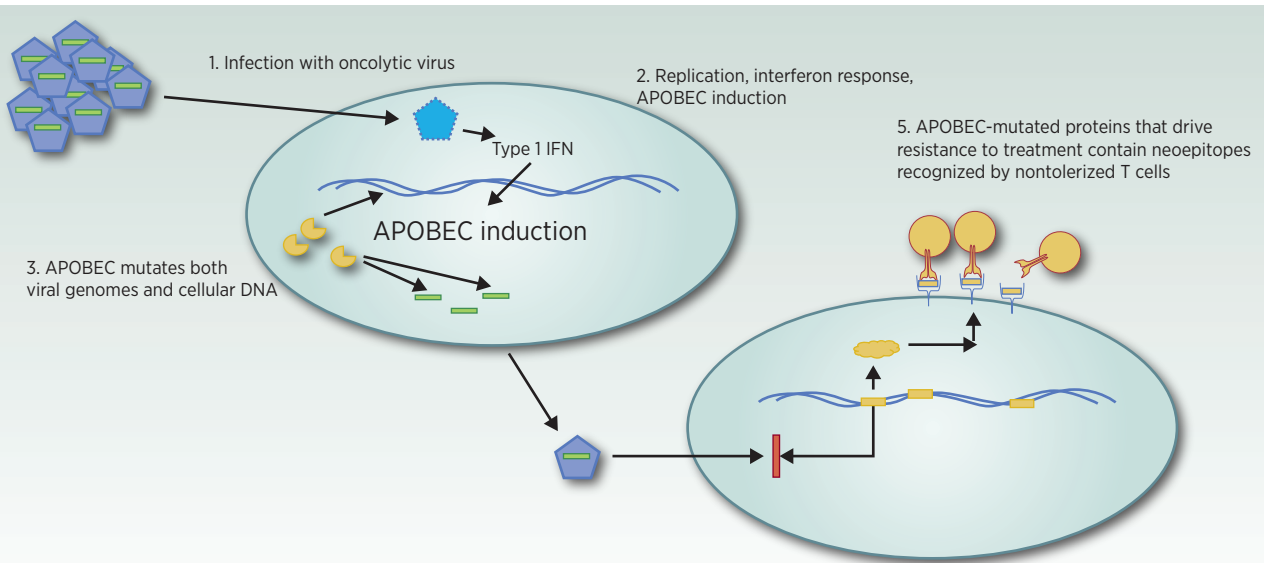 1. Infection with oncolytic virus
2. Replication, interferon response,
APOBEC induction
Type 1 IFN
APOBEC induction
3. APOBEC mutates both
viral genomes and cellular DNA
5. APOBEC-mutated proteins that drive
resistance to treatment contain neoepitopes
recognized by nontolerized T cells